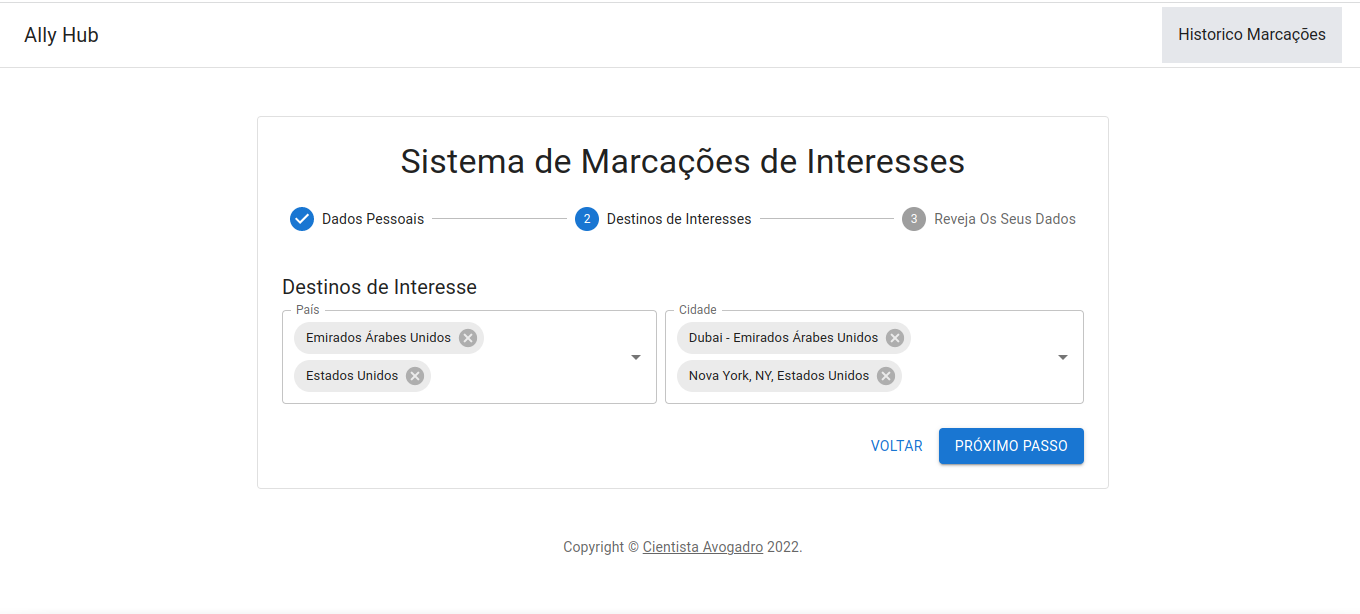 Ally Hub
Historico Marcações
Sistema de Marcações de Interesses
Dados Pessoais
2 Destinos de Interesses
3 Reveja Os Seus Dados
Destinos de Interesse
País
Emirados Árabes Unidos
Estados Unidos
Cidade
Dubai - Emirados Árabes Unidos
Nova York, NY, Estados Unidos
VOLTAR
PRÓXIMO PASSO
Copyright © Cientista Avogadro 2022.